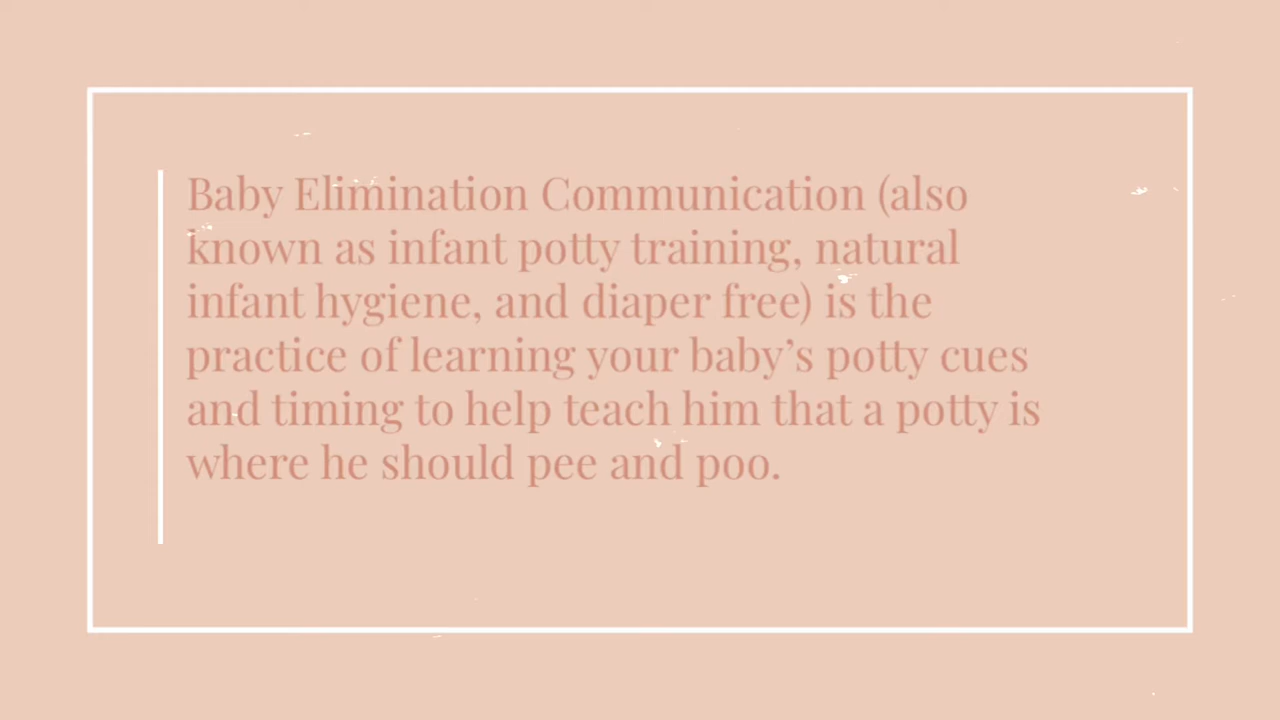 Baby Elimination Communication (also
known as infant potty training, natural
infant hygiene, and diaper free) is the
practice of learning your baby’s potty cues
and timing to help teach him that a potty is
where he should pee and poo.